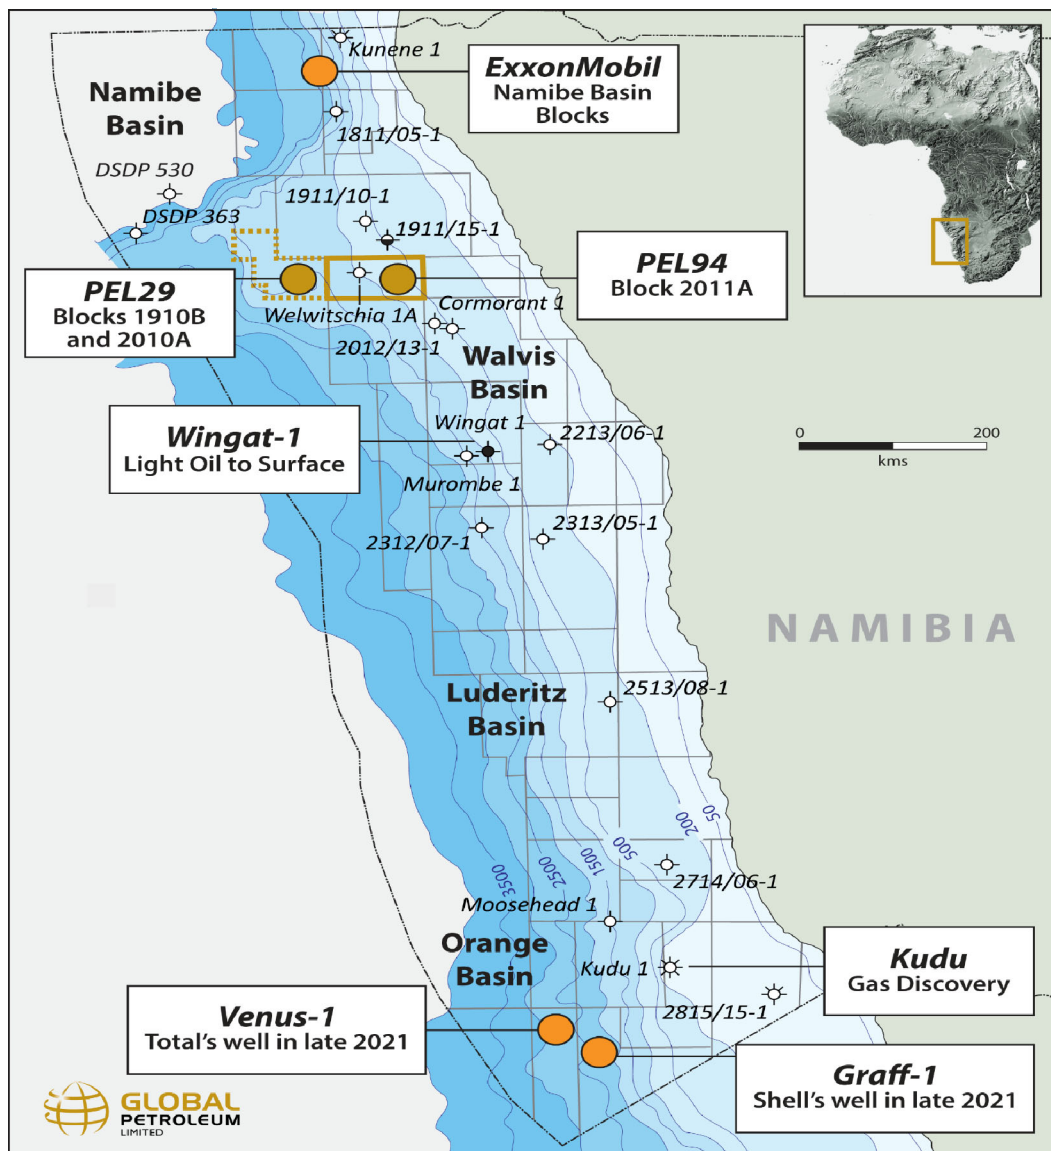 Kunene 1
ExxonMobil
Namibe Basin
Blocks
Namibe
Basin
1811/05-1
DSDP 530
1911/10-1
DSDP 363
1911/15-1
PEL29
Blocks 1910B
and 2010A
PEL94
Block 2011A
Welwitschia 1A
Cormorant 1
2012/13-1
Walvis
Basin
Wingat-1
Light Oil to Surface
Wingat 1
2213/06-1
0
200
kms
Murombe 1
2312/07-1
2313/05-1
NAMIBIA
Luderitz
Basin
2513/08-1
50
200
500
1500
2500
3500
2714/06-1
Moosehead 1
Orange
Basin
Kudu 1
Kudu
Gas Discovery
2815/15-1
Venus-1
Total's well in late 2021
Graff-1
Shell's well in late 2021
GLOBAL
PETROLEUM
LIMITED